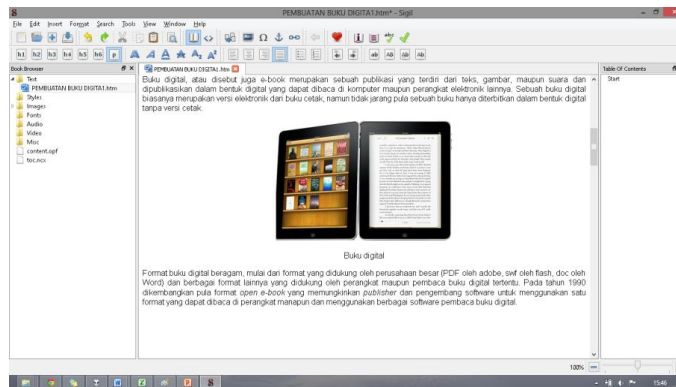 PEMBUATAN BUKU DIGITA1.htm* - Sigil
File Edit Insert Format Search Tools View Window Help
h1 h2 h3 h4 h5 h6 p
Book Browser
PEMBUATAN BUKU DIGITA1.htm
Table Of Contents
Text
PEMBUATAN BUKU DIGITA1.htm
Styles
Images
Fonts
Audio
Video
Misc
content.opf
toc.ncx
Start
Buku digital, atau disebut juga e-book merupakan sebuah publikasi yang terdiri dari teks, gambar, maupun suara dan
dipublikasikan dalam bentuk digital yang dapat dibaca di komputer maupun perangkat elektronik lainnya. Sebuah buku digital
biasanya merupakan versi elektronik dari buku cetak, namun tidak jarang pula sebuah buku hanya diterbitkan dalam bentuk digital
tanpa versi cetak.
Buku digital
Format buku digital beragam, mulai dari format yang didukung oleh perusahaan besar (PDF oleh adobe, swf oleh flash, doc oleh
Word) dan berbagai format lainnya yang didukung oleh perangkat maupun pembaca buku digital tertentu. Pada tahun 1990
dikembangkan pula format open e-book yang memungkinkan publisher dan pengembang software untuk menggunakan satu
format yang dapat dibaca di perangkat manapun dan menggunakan berbagai software pembaca buku digital.
100%
15:46